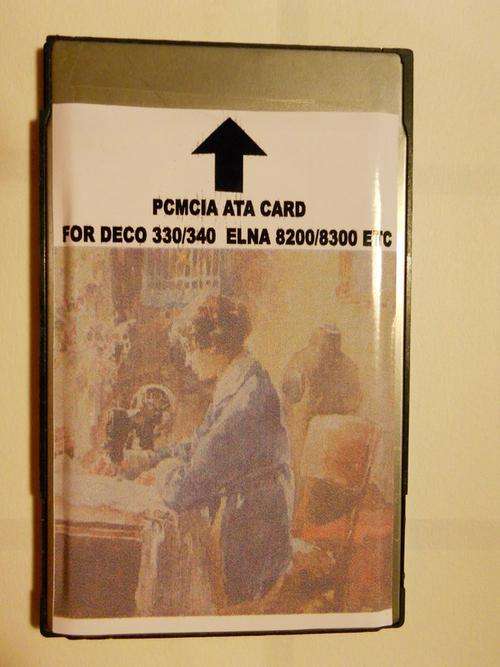 PCMCIA ATA CARD
FOR DECO 330/340 ELNA 8200/8300 ETC